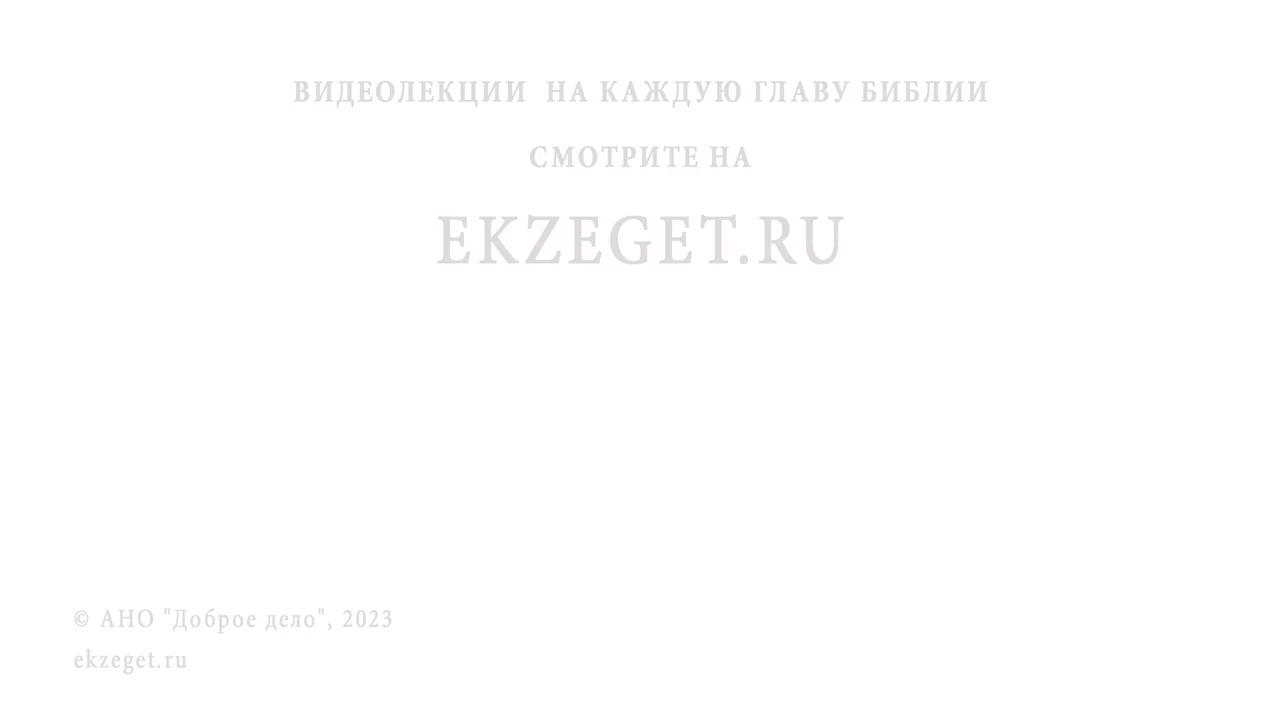 ВИДЕОЛЕКЦИИ НА КАЖДУЮ ГЛАВУ БИБЛИИ
СМОТРИТЕ НА
EKZEGET.RU
© АНО "Доброе дело", 2023
ekzeget.ru